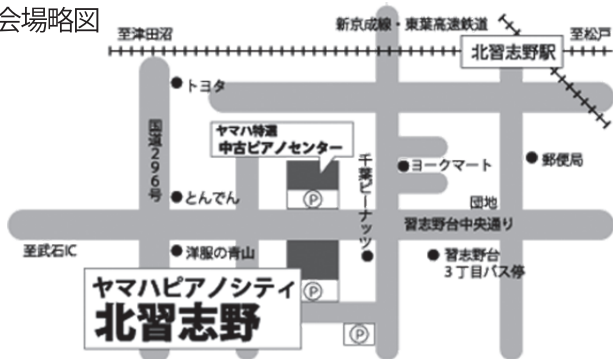 会場略図
至津田沼
新京成線・東葉高速鉄道
至松戸
北習志野駅
トヨタ
国道296号
ヤマハ特選
中古ピアノセンター
千葉ピーナッツ
ヨークマート
郵便局
P
とんでん
団地
習志野台中央通り
至武石IC
洋服の青山
習志野台
3丁目バス停
ヤマハピアノシティ
北習志野
P
P